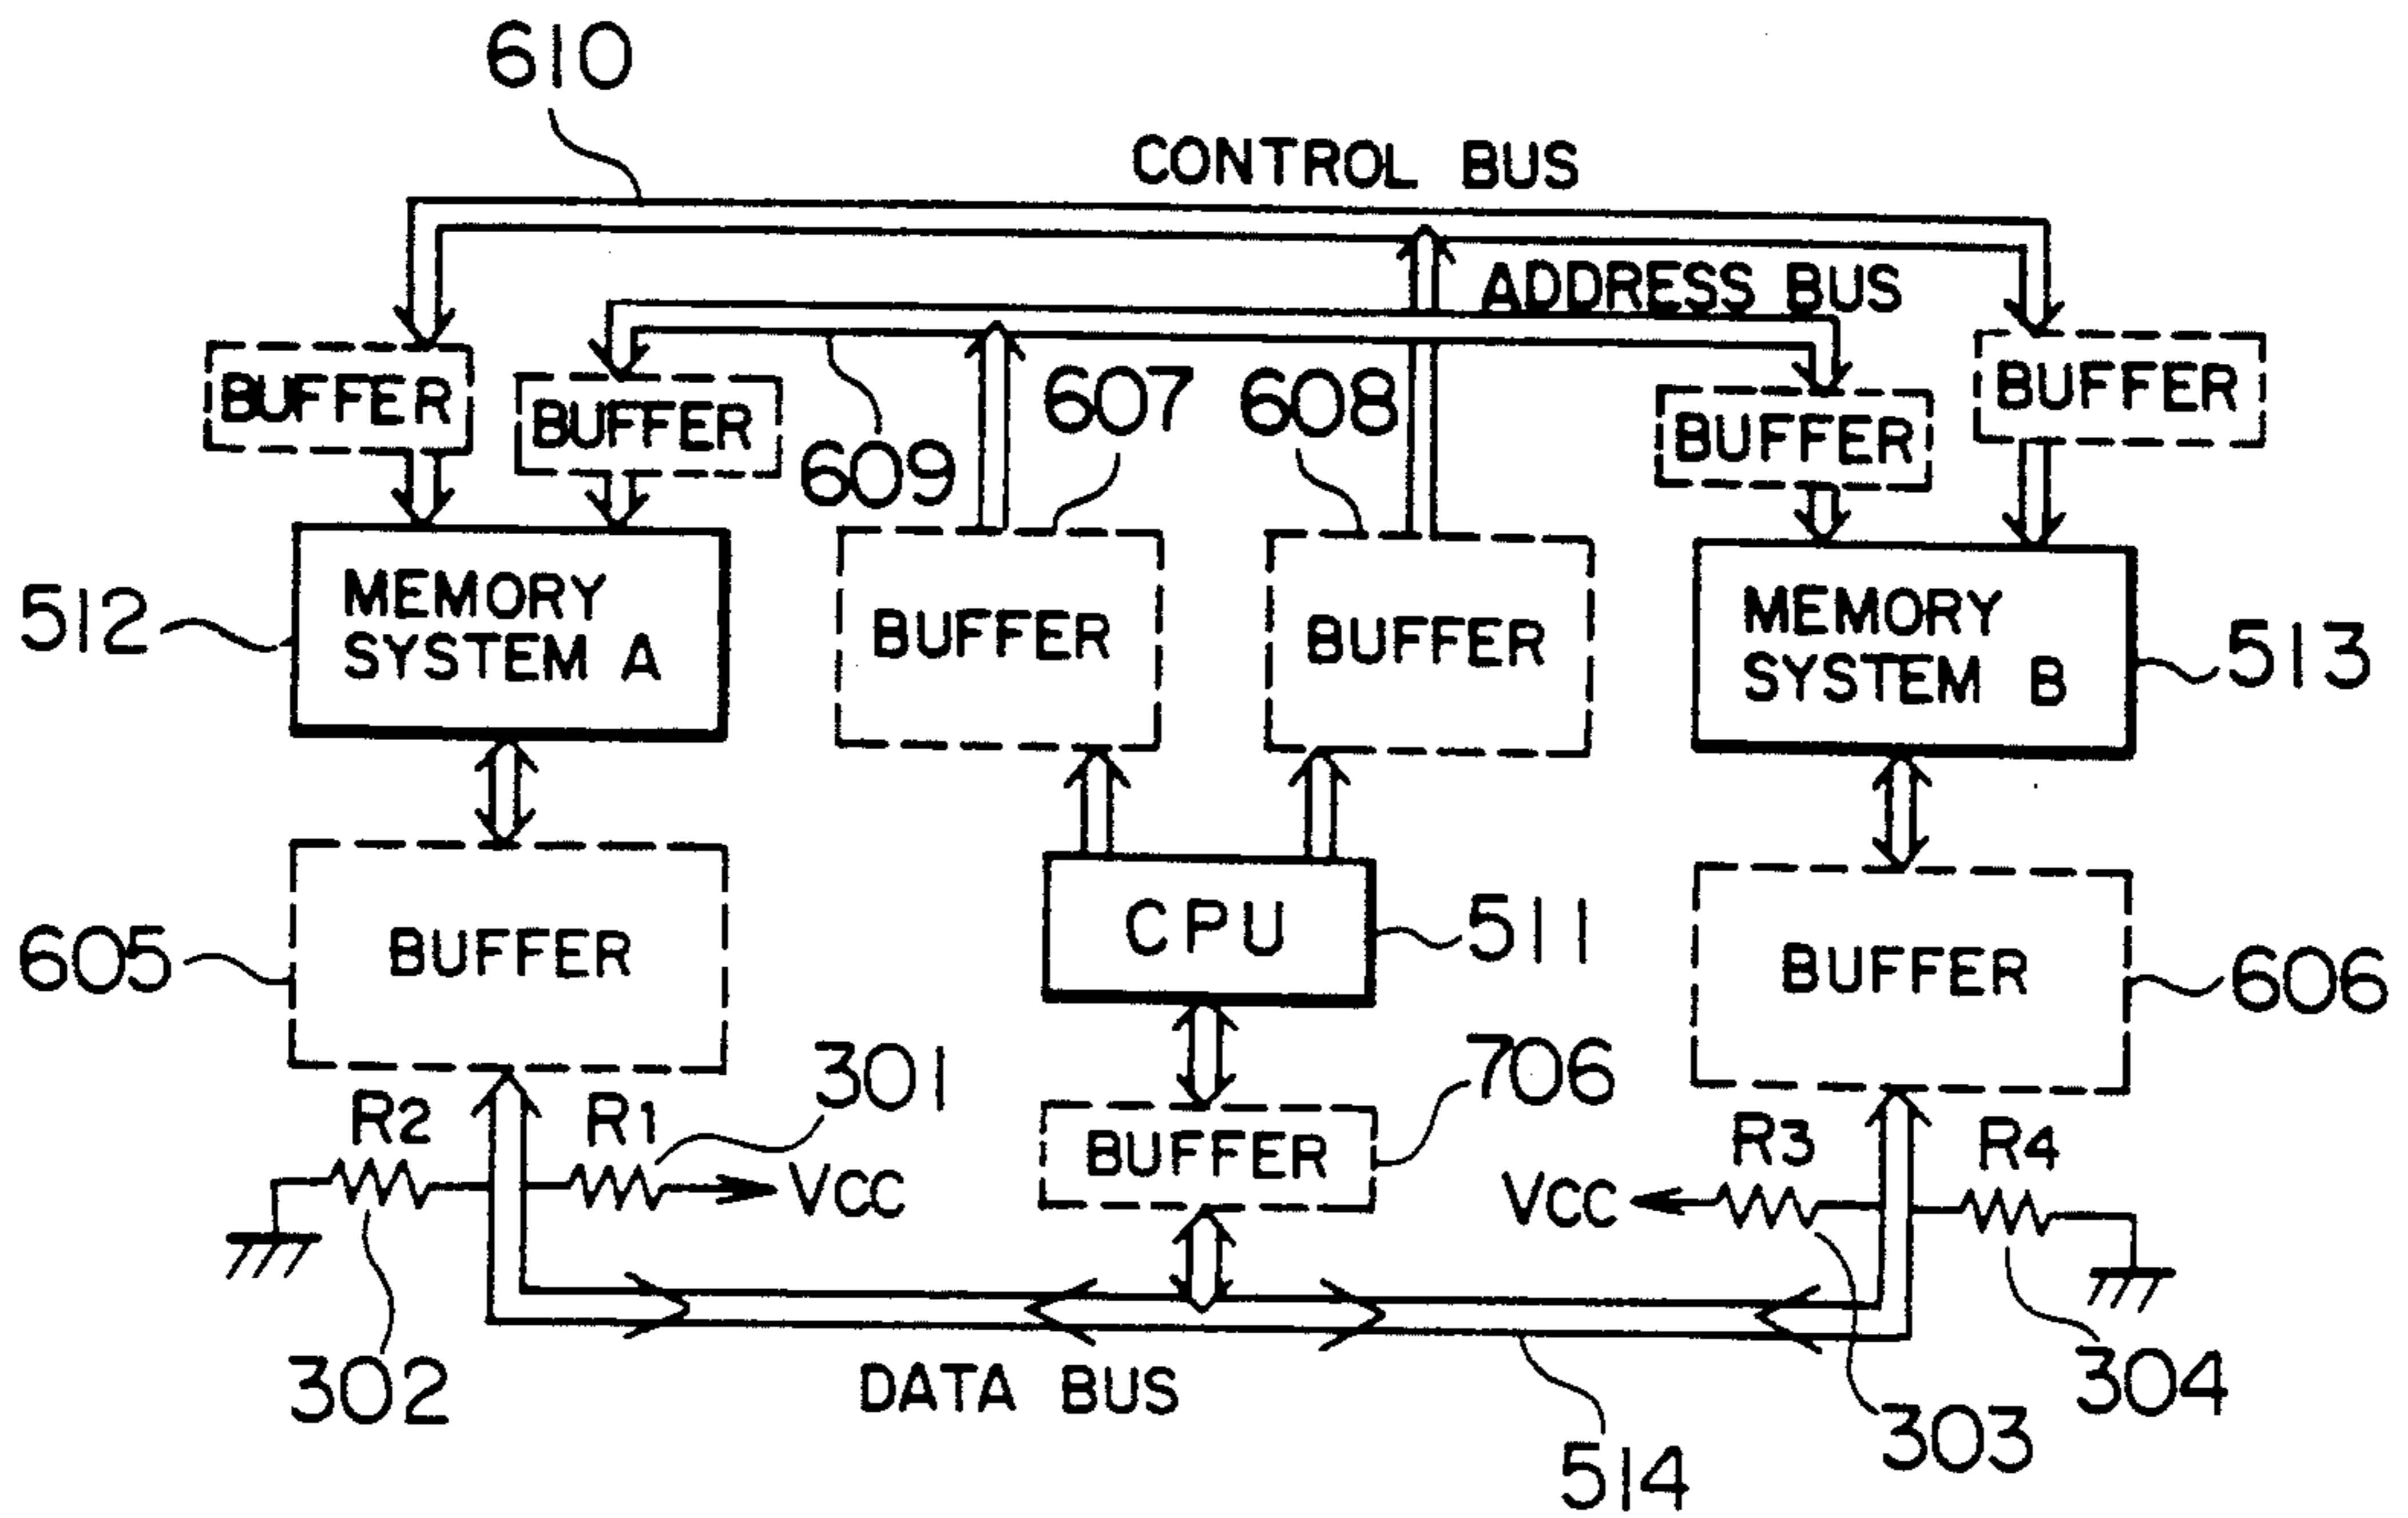 610
CONTROL BUS
ADDRESS BUS
BUFFER
BUFFER
609
607
608
BUFFER
BUFFER
512
MEMORY
SYSTEM A
BUFFER
BUFFER
MEMORY
SYSTEM B
513
605
BUFFER
CPU
511
BUFFER
606
R2
R1
301
VCC
302
BUFFER
706
VCC
R3
R4
303
304
DATA BUS
514